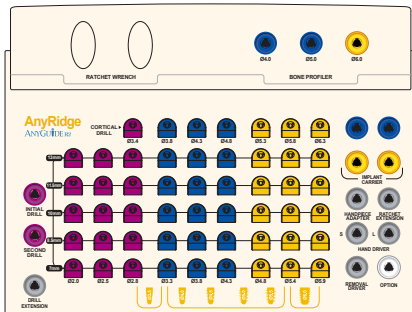 Ø4.0 Ø5.0 Ø6.0
RATCHET WRENCH BONE PROFILER
AnyRidge
ANYGUIDE R2
CORTICAL DRILL
Ø3.4 Ø3.8 Ø4.3 Ø4.8 Ø5.3 Ø5.8 Ø6.3
13mm
IMPLANT CARRIER
11.5mm
INITIAL DRILL
10mm
HANDPIECE ADAPTER
RATCHET EXTENSION
SECOND DRILL
8.5mm
S L
HAND DRIVER
7mm
Ø2.0 Ø2.5 Ø2.8 Ø3.3 Ø3.8 Ø4.3 Ø4.8 Ø5.4 Ø5.9
REMOVAL DRIVER
OPTION
DRILL EXTENSION